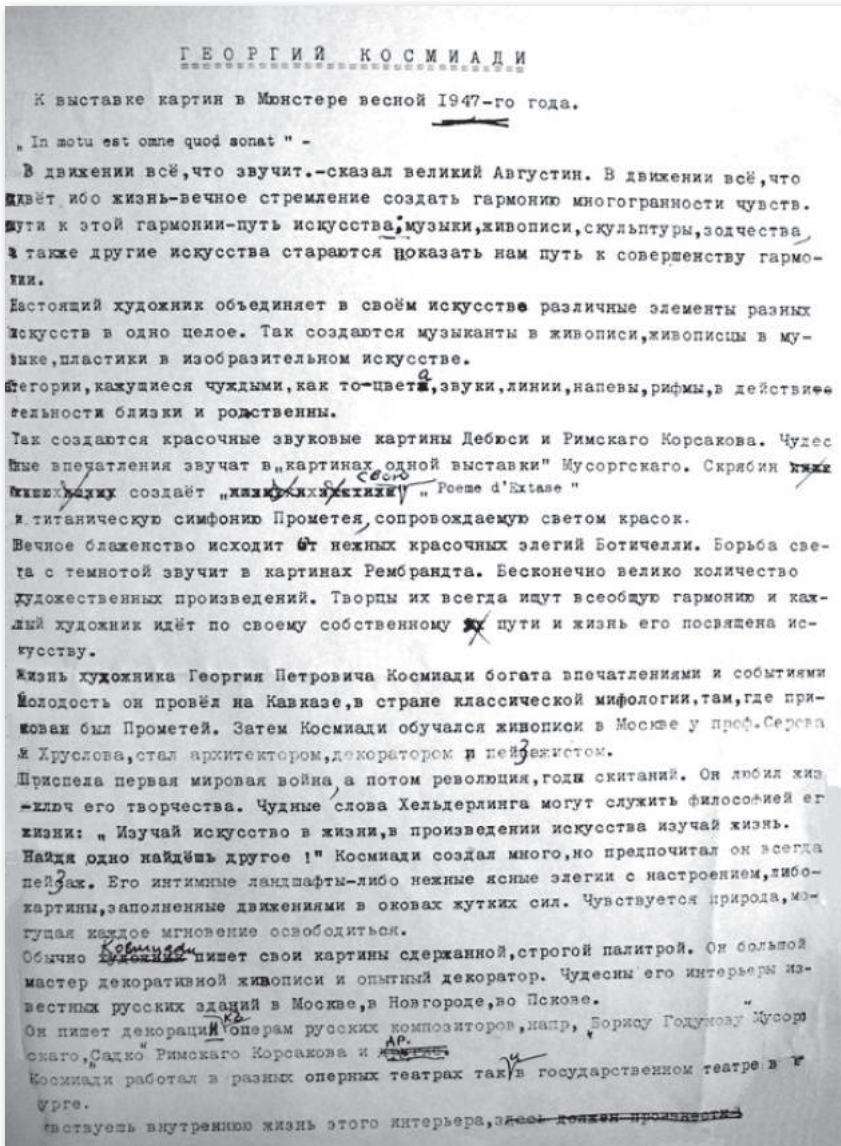 ГЕОРГИЙ КОСМИАДИ
К выставке картин в Мюнстере весной 1947-го года.
„ In motu est omne quod sonat " -
В движении всё,что звучит.-сказал великий Августин. В движении всё,что
ивёт ибо жизнь-вечное стремление создать гармонию многогранности чувств.
пути к этой гармонии-путь искусства;музыки,живописи,скульптуры,зодчества,
а также другие искусства стараются показать нам путь к совершенству гармо-
нии.
Настоящий художник объединяет в своём искусстве различные элементы разных
искусств в одно целое. Так создаются музыканты в живописи,живописцы в му-
зыке,пластики в изобразительном искусстве.
атегории,кажущиеся чуждыми,как то-цвета,звуки,линии,напевы,рифмы,в действи
тельности близки и родственны.
Так создаются красочные звуковые картины Дебюси и Римскаго Корсакова. Чудес
ные впечатления звучат в„картинах одной выставки" Мусоргскаго. Скрябин
создаёт свою „ Poeme d'Extase "
и титаническую симфонию Прометея,сопровождаемую светом красок.
Вечное блаженство исходит от нежных красочных элегий Ботичелли. Борьба све-
та с темнотой звучит в картинах Рембрандта. Бесконечно велико количество
художественных произведений. Творцы их всегда ищут всеобщую гармонию и каж-
дый художник идёт по своему собственному пути и жизнь его посвящена ис-
кусству.
Жизнь художника Георгия Петровича Космиади богата впечатлениями и событиями
Молодость он провёл на Кавказе,в стране классической мифологии,там,где при-
кован был Прометей. Затем Космиади обучался живописи в Москве у проф.Серова
и Хруслова,стал архитектором,декоратором и пейзажистом.
Приспела первая мировая война,а потом революция,годы скитаний. Он любил жиз
-ключ его творчества. Чудные слова Хельдерлинга могут служить философией ег
жизни: „ Изучай искусство в жизни,в произведении искусства изучай жизнь.
Найдя одно найдёшь другое !" Космиади создал много,но предпочитал он всегда
пейзаж. Его интимные ландшафты-либо нежные ясные элегии с настроением,либо-
картины,заполненные движениями в оковах жутких сил. Чувствуется природа,мо-
гущая каждое мгновение освободиться.
Обычно Космиади пишет свои картины сдержанной,строгой палитрой. Он большой
мастер декоративной живописи и опытный декоратор. Чудесны его интерьеры из-
вестных русских зданий в Москве,в Новгороде,во Пскове.
Он пишет декораций къ операм русских композиторов,напр, „Борису Годунову" Мусорг
скаго,„Садко" Римскаго Корсакова и др.
Космиади работал в разных оперных театрах так и в государственном театре в
урге.
вствуешь внутреннюю жизнь этого интерьера,здесь должен произнести